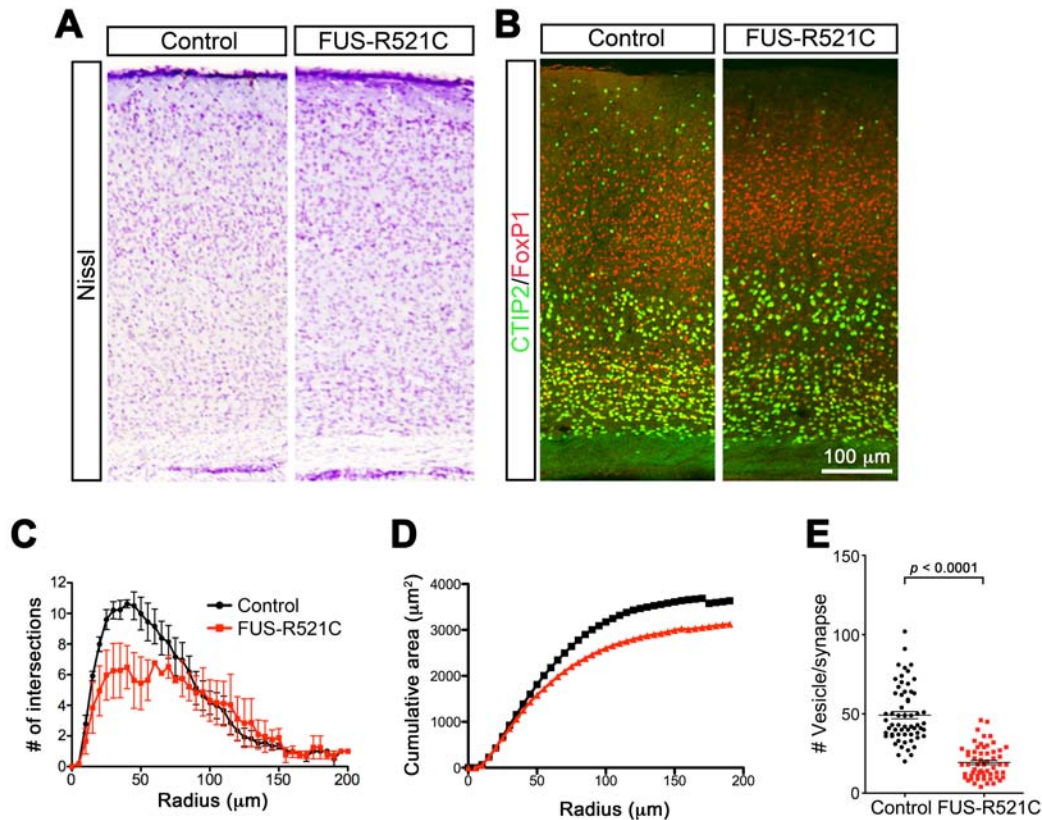 A
Control
FUS-R521C
Nissl
B
Control
FUS-R521C
CTIP2/FoxP1
100 μm
C
# of intersections
12
10
8
6
4
2
0
Control
FUS-R521C
0
50
100
150
200
Radius (μm)
D
Cumulative area (μm²)
4000
3000
2000
1000
0
0
50
100
150
200
Radius (μm)
E
# Vesicle/synapse
150
100
50
0
p < 0.0001
Control FUS-R521C